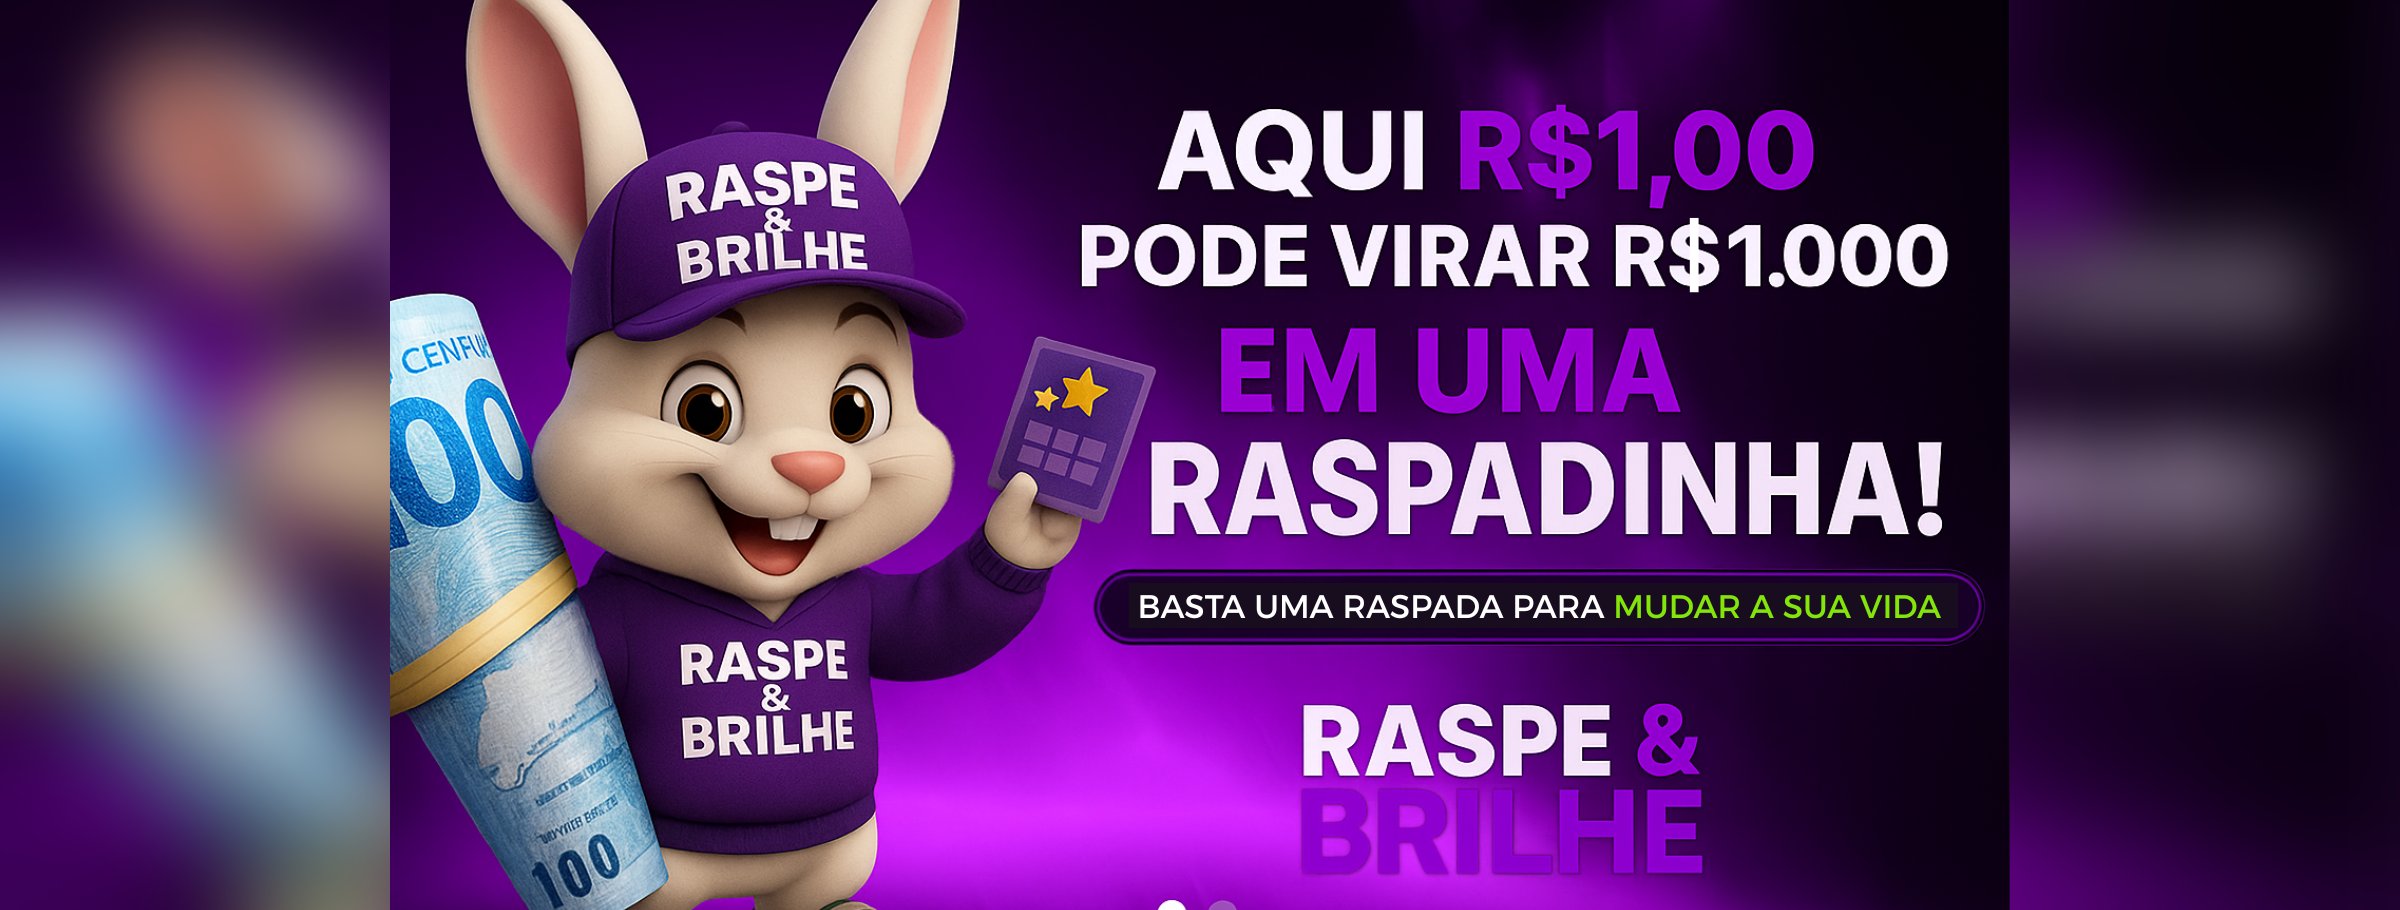 RASPE
&
BRILHE
AQUI R$1,00
PODE VIRAR R$1.000
EM UMA
RASPADINHA!
BASTA UMA RASPADA PARA MUDAR A SUA VIDA
RASPE
&
BRILHE
RASPE &
BRILHE
100